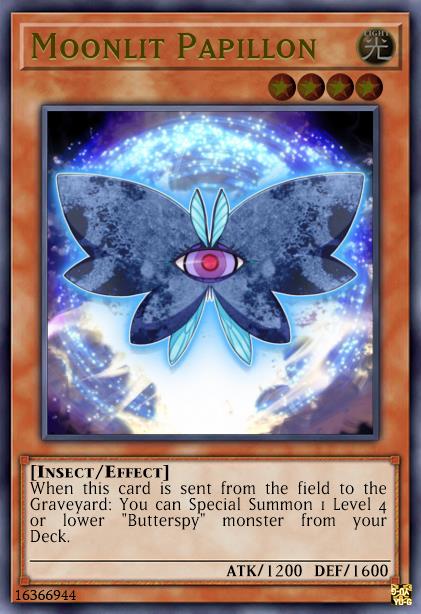 Moonlit Papillon
LIGHT
光
[Insect/Effect]
When this card is sent from the field to the
Graveyard: You can Special Summon 1 Level 4
or lower "Butterspy" monster from your
Deck.
ATK/1200 DEF/1600
16366944